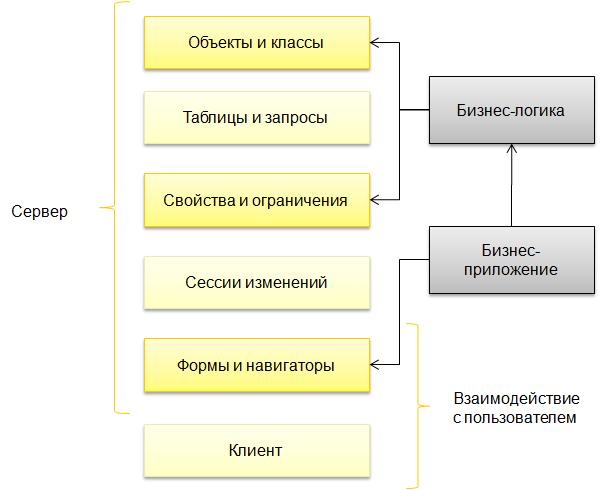 Объекты и классы
Таблицы и запросы
Бизнес-логика
Свойства и ограничения
Сервер
Бизнес-
приложение
Сессии изменений
Формы и навигаторы
Взаимодействие
с пользователем
Клиент